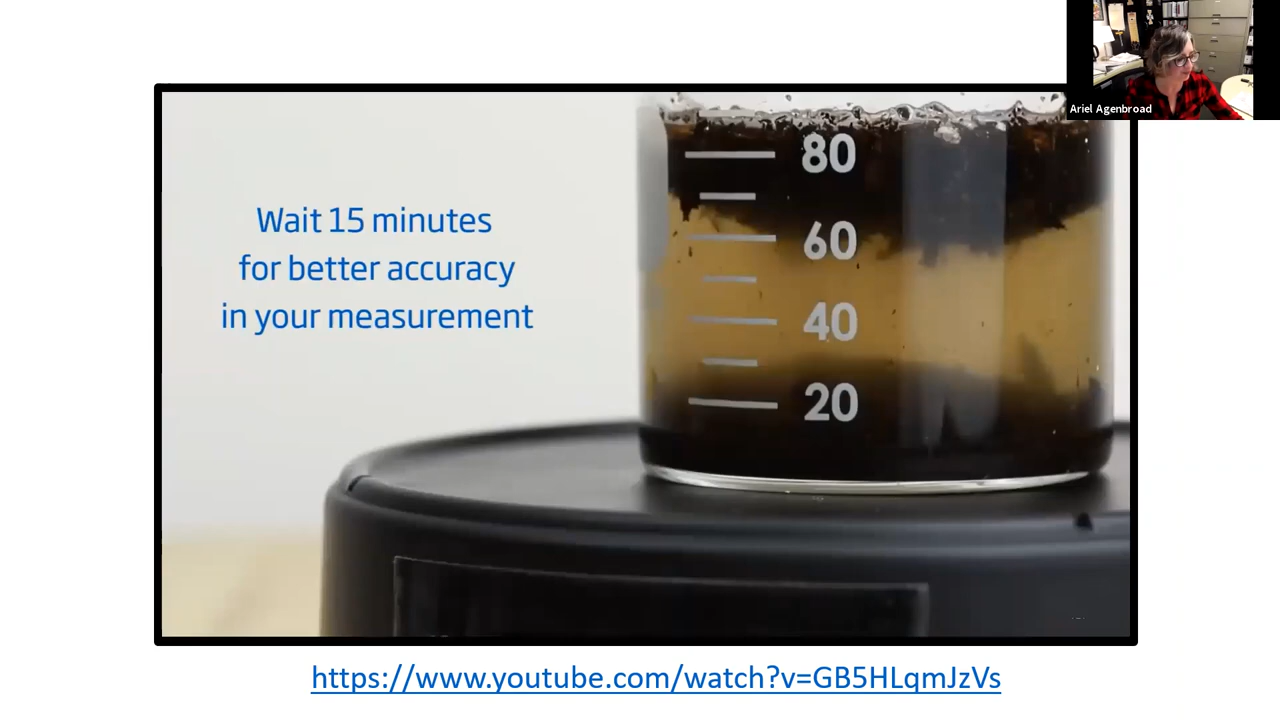 Ariel Agenbroad
Wait 15 minutes
for better accuracy
in your measurement
80
60
40
20
https://www.youtube.com/watch?v=GB5HLqmJzVs